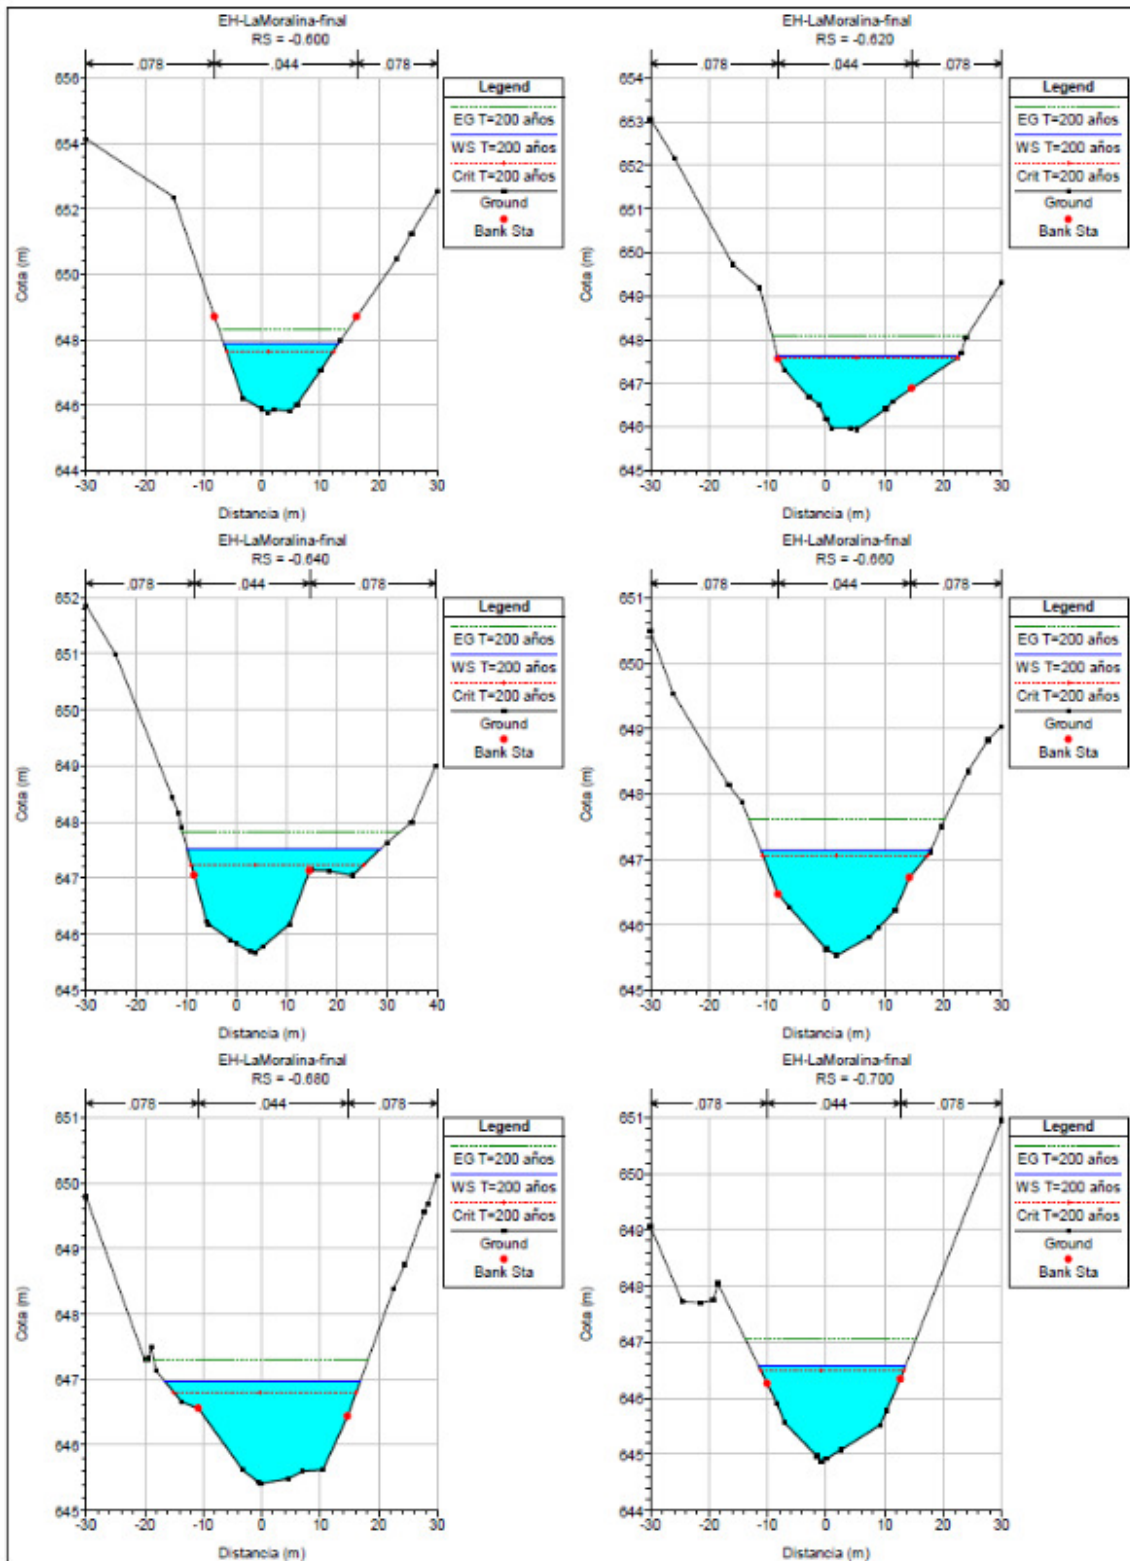 EH-LaMoralina-final
RS = -0.600
.078 .044 .078
656
654
652
650
648
646
644
Cota (m)
-30 -20 -10 0 10 20 30
Distancia (m)
Legend
EG T=200 años
WS T=200 años
Crit T=200 años
Ground
Bank Sta
EH-LaMoralina-final
RS = -0.620
.078 .044 .078
654
653
652
651
650
649
648
647
646
645
Cota (m)
-30 -20 -10 0 10 20 30
Distancia (m)
Legend
EG T=200 años
WS T=200 años
Crit T=200 años
Ground
Bank Sta
EH-LaMoralina-final
RS = -0.640
.078 .044 .078
652
651
650
649
648
647
646
645
Cota (m)
-30 -20 -10 0 10 20 30 40
Distancia (m)
Legend
EG T=200 años
WS T=200 años
Crit T=200 años
Ground
Bank Sta
EH-LaMoralina-final
RS = -0.660
.078 .044 .078
651
650
649
648
647
646
645
Cota (m)
-30 -20 -10 0 10 20 30
Distancia (m)
Legend
EG T=200 años
WS T=200 años
Crit T=200 años
Ground
Bank Sta
EH-LaMoralina-final
RS = -0.680
.078 .044 .078
651
650
649
648
647
646
645
Cota (m)
-30 -20 -10 0 10 20 30
Distancia (m)
Legend
EG T=200 años
WS T=200 años
Crit T=200 años
Ground
Bank Sta
EH-LaMoralina-final
RS = -0.700
.078 .044 .078
651
650
649
648
647
646
645
644
Cota (m)
-30 -20 -10 0 10 20 30
Distancia (m)
Legend
EG T=200 años
WS T=200 años
Crit T=200 años
Ground
Bank Sta